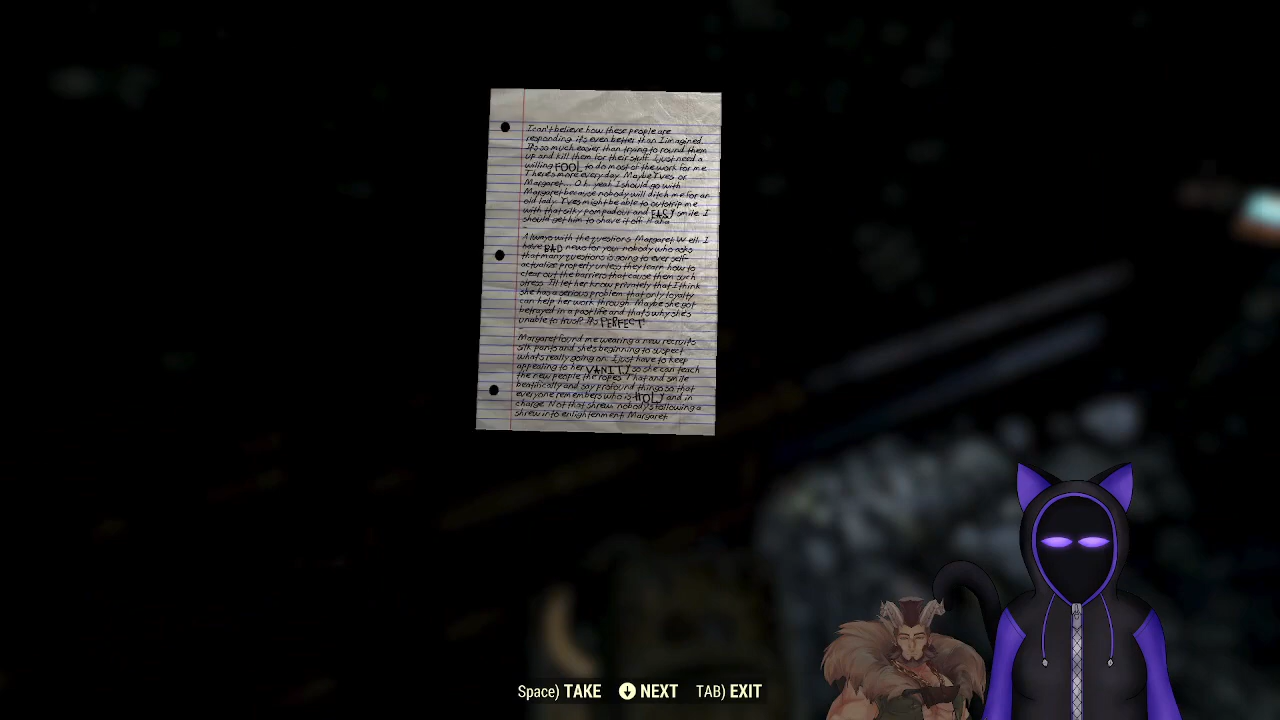 I can't believe how these people are
responding. it's even better than I imagined.
It's so much easier than trying to round them
up and kill them for their stuff. I just need a
willing FOOL to do most of the work for me
There's more every day. Maybe Yves or
Margaret... Oh, yeah I should go with
Margaret because nobody will ditch me for an
old lady. Yves might be able to outstrip me
with that silky pompadour and EASY smile. I
should get him to shave it off! Haha
-
Always with the questions Margaret. Well, I
have BAD news for you: nobody who asks
that many questions is going to ever self-
actualize properly unless they learn how to
clear out the barriers that cause them such
stress. I'll let her know privately that I think
she has a serious problem that only loyalty
can help her work through. Maybe she got
betrayed in a past life and that's why she's
unable to trust? It's PERFECT!
-
Margaret found me wearing a new recruit's
silk pants and she's beginning to suspect
what's really going on. I just have to keep
appealing to her VANITY so she can teach
the new people the ropes. That and smile
beatifically and say profound things so that
everyone remembers who is HOLY and in
charge. Not that shrew. nobody's following a
shrew into enlightenment, Margaret.
Space) TAKE NEXT TAB) EXIT